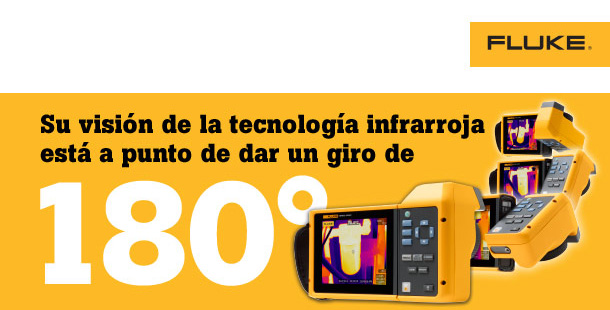 FLUKE®
Su visión de la tecnología infrarroja
está a punto de dar un giro de
180°